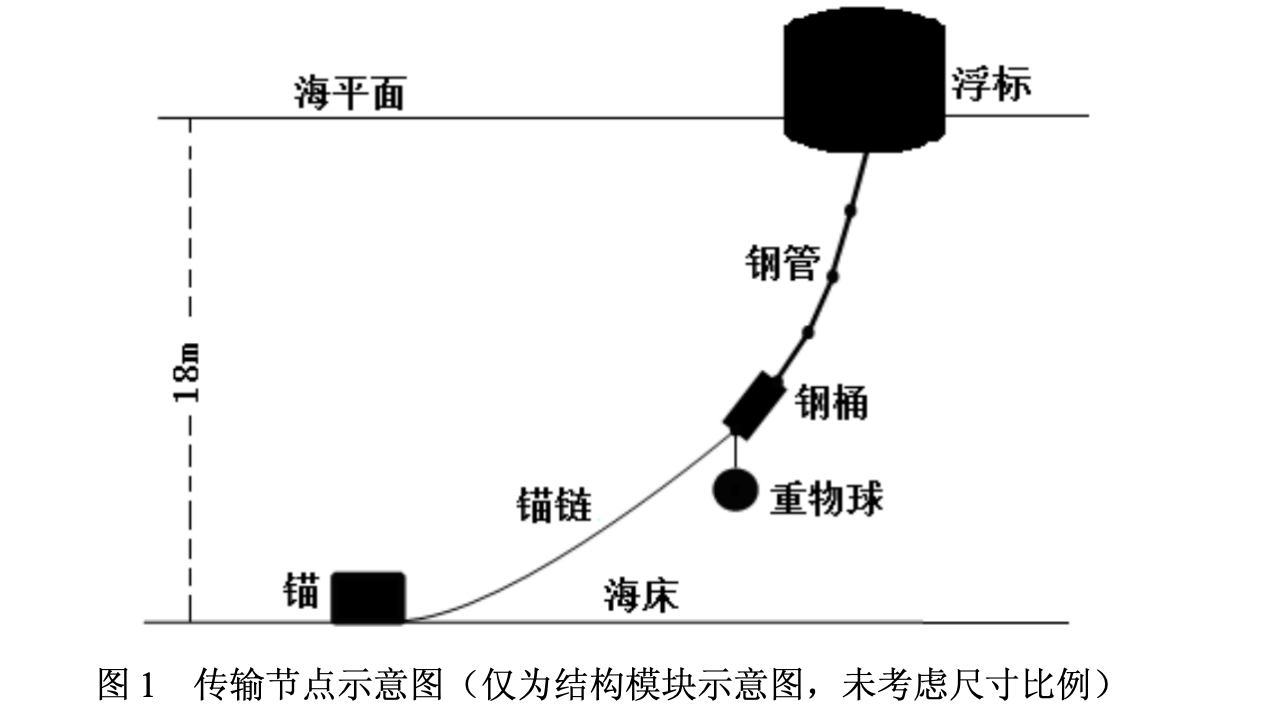 海平面
浮标
钢管
18m
钢桶
锚链
重物球
锚
海床
图 1 传输节点示意图（仅为结构模块示意图，未考虑尺寸比例）